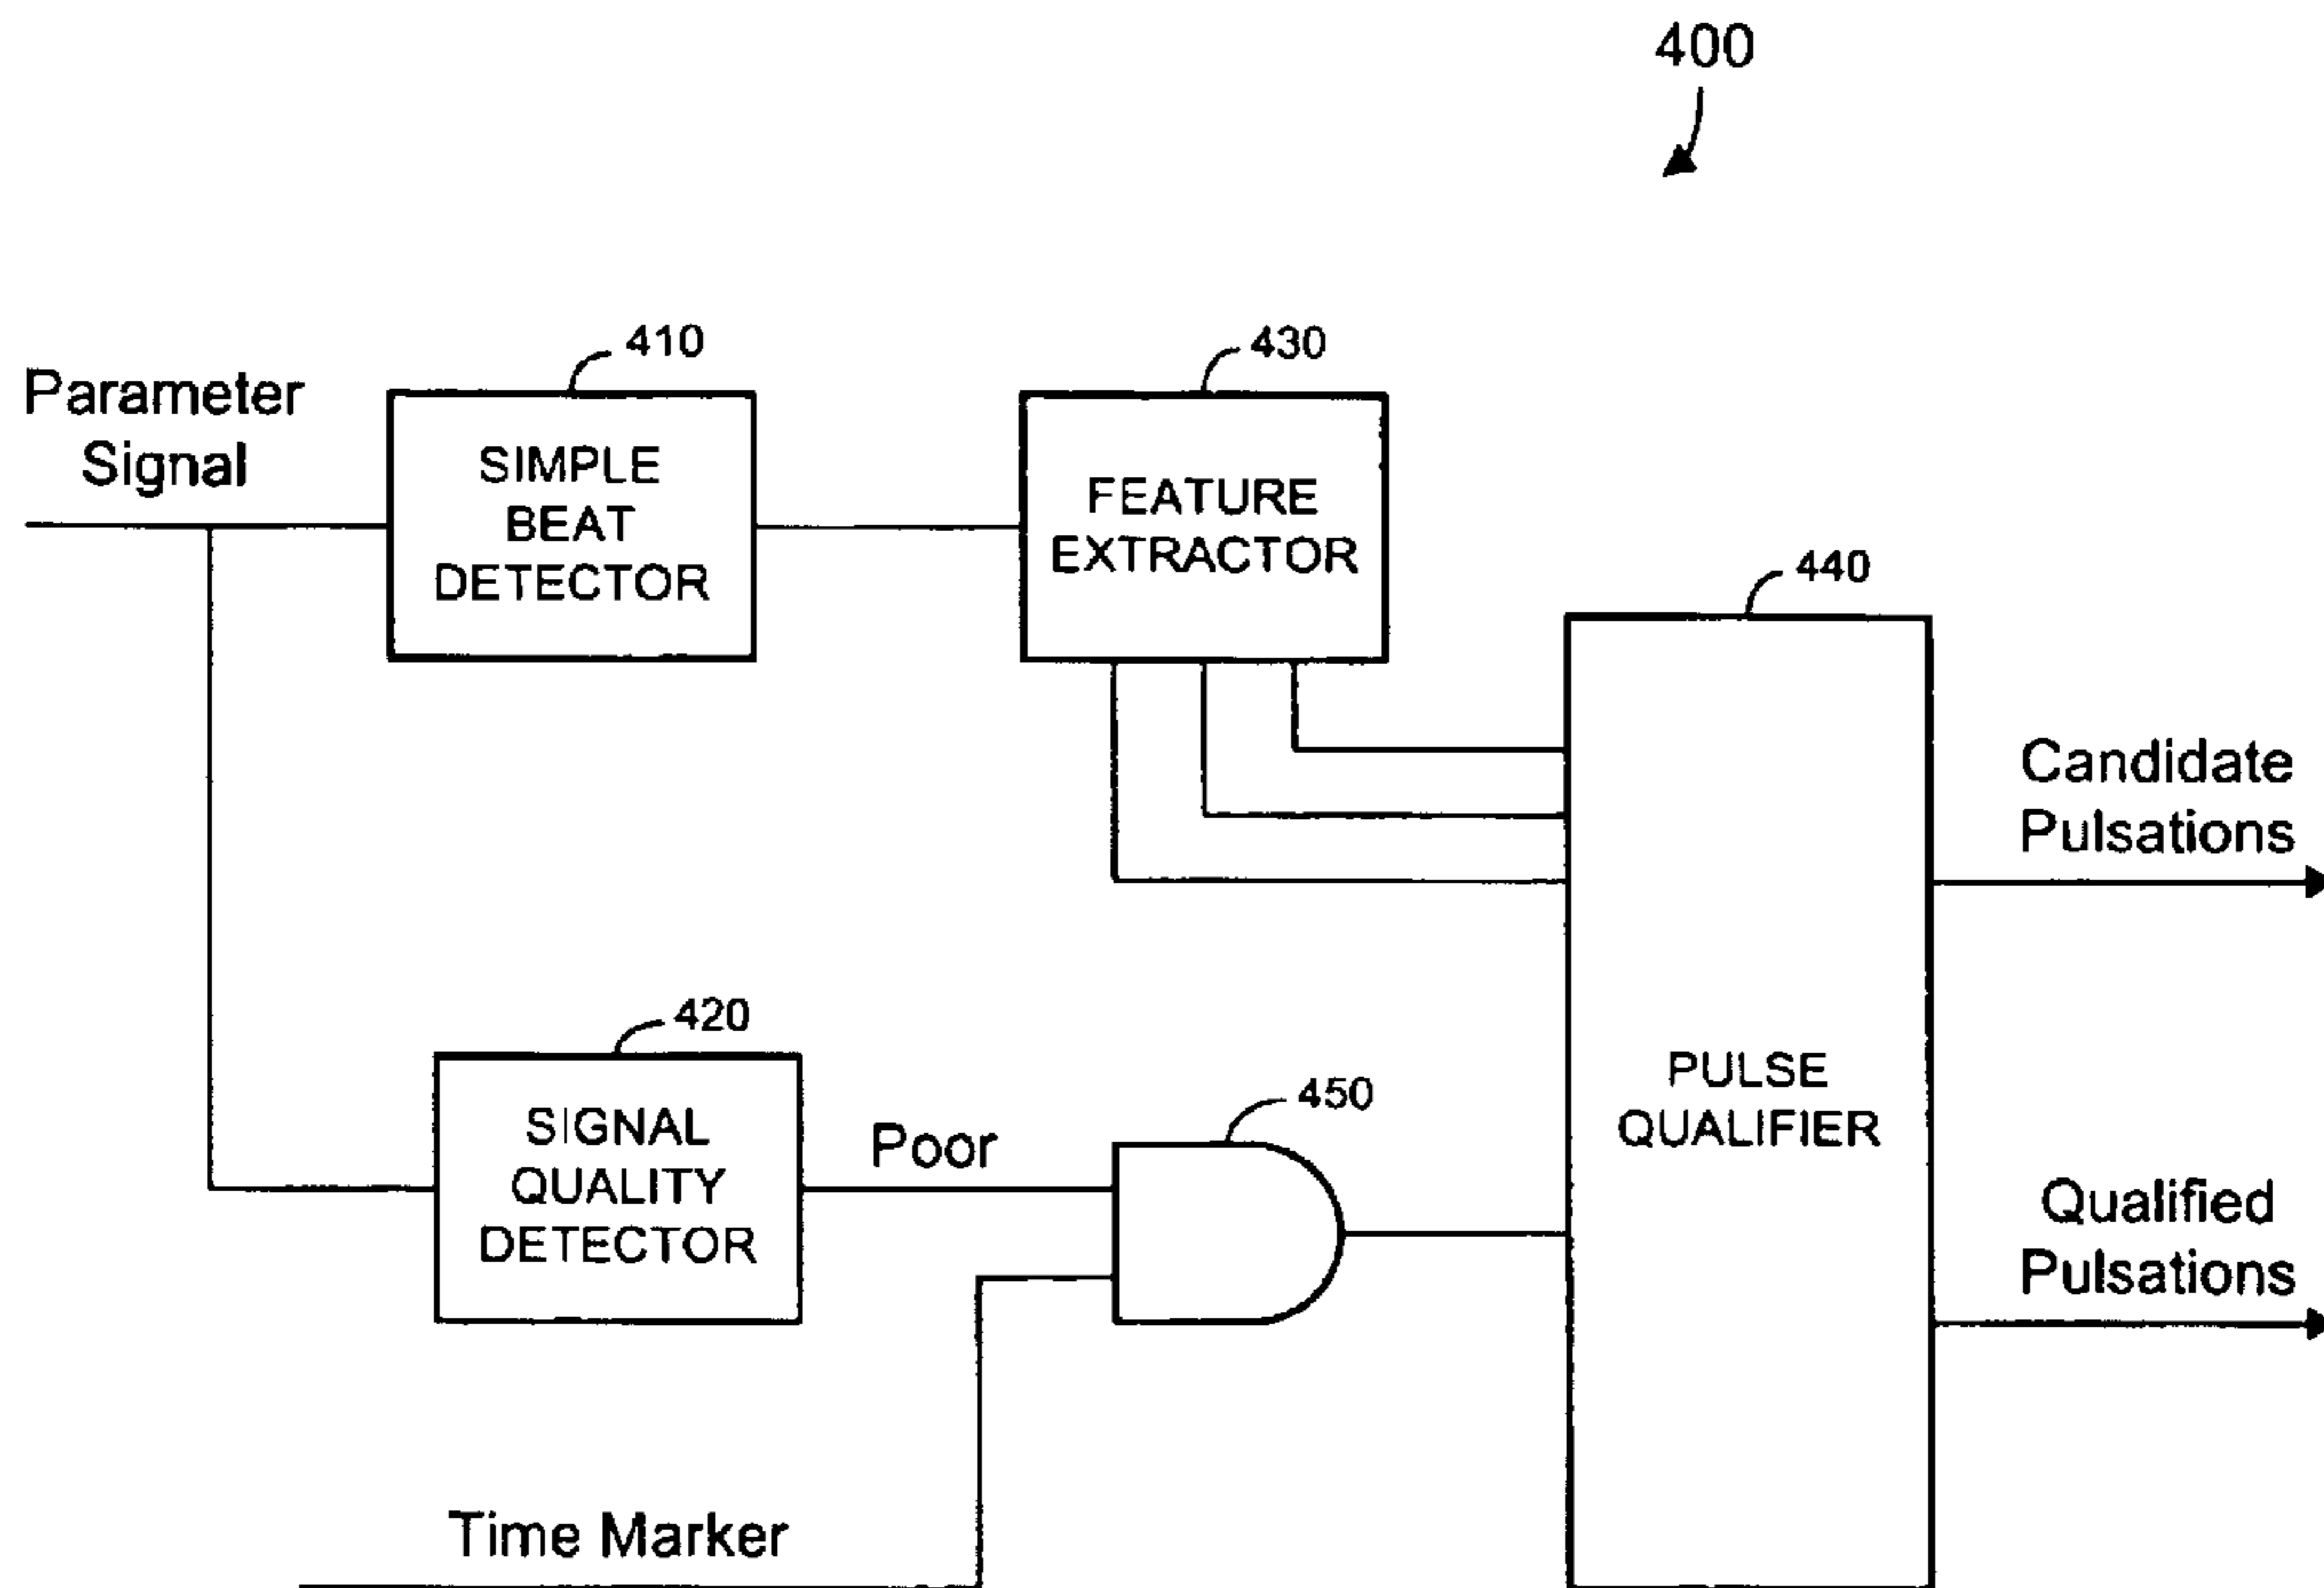 400
410
430
Parameter
Signal
SIMPLE
BEAT
DETECTOR
FEATURE
EXTRACTOR
440
Candidate
Pulsations
420
450
SIGNAL
QUALITY
DETECTOR
Poor
PULSE
QUALIFIER
Qualified
Pulsations
Time Marker